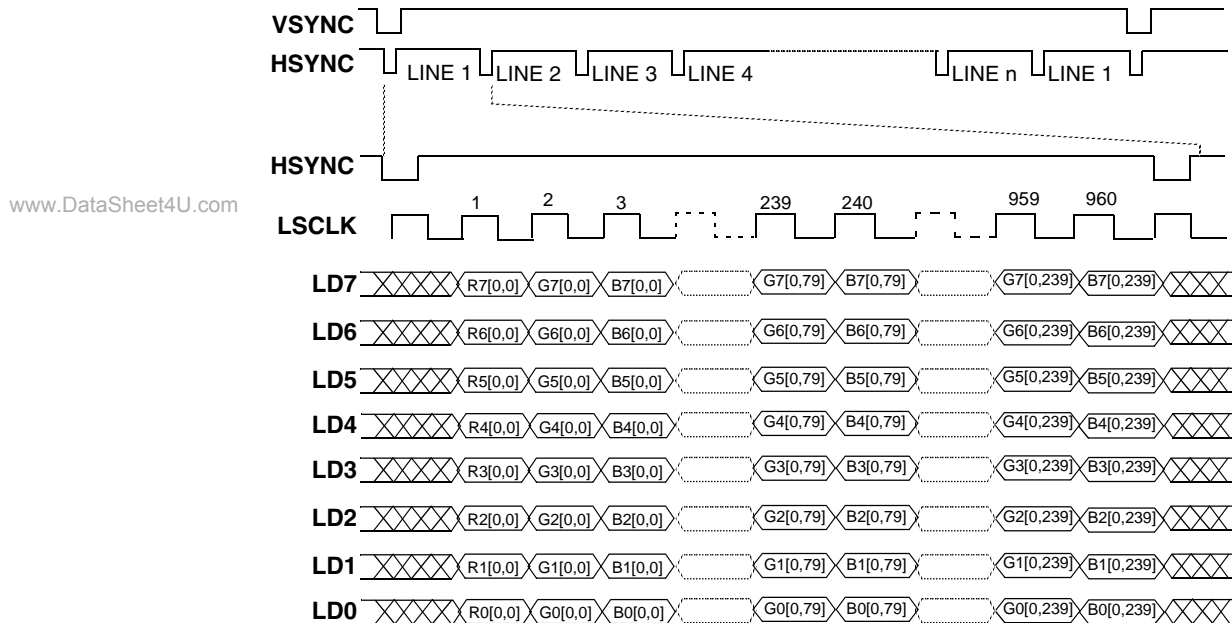 VSYNC
HSYNC LINE 1 LINE 2 LINE 3 LINE 4 LINE n LINE 1
HSYNC
www.DataSheet4U.com
1 2 3 239 240 959 960
LSCLK
LD7 R7[0,0] G7[0,0] B7[0,0] G7[0,79] B7[0,79] G7[0,239] B7[0,239]
LD6 R6[0,0] G6[0,0] B6[0,0] G6[0,79] B6[0,79] G6[0,239] B6[0,239]
LD5 R5[0,0] G5[0,0] B5[0,0] G5[0,79] B5[0,79] G5[0,239] B5[0,239]
LD4 R4[0,0] G4[0,0] B4[0,0] G4[0,79] B4[0,79] G4[0,239] B4[0,239]
LD3 R3[0,0] G3[0,0] B3[0,0] G3[0,79] B3[0,79] G3[0,239] B3[0,239]
LD2 R2[0,0] G2[0,0] B2[0,0] G2[0,79] B2[0,79] G2[0,239] B2[0,239]
LD1 R1[0,0] G1[0,0] B1[0,0] G1[0,79] B1[0,79] G1[0,239] B1[0,239]
LD0 R0[0,0] G0[0,0] B0[0,0] G0[0,79] B0[0,79] G0[0,239] B0[0,239]